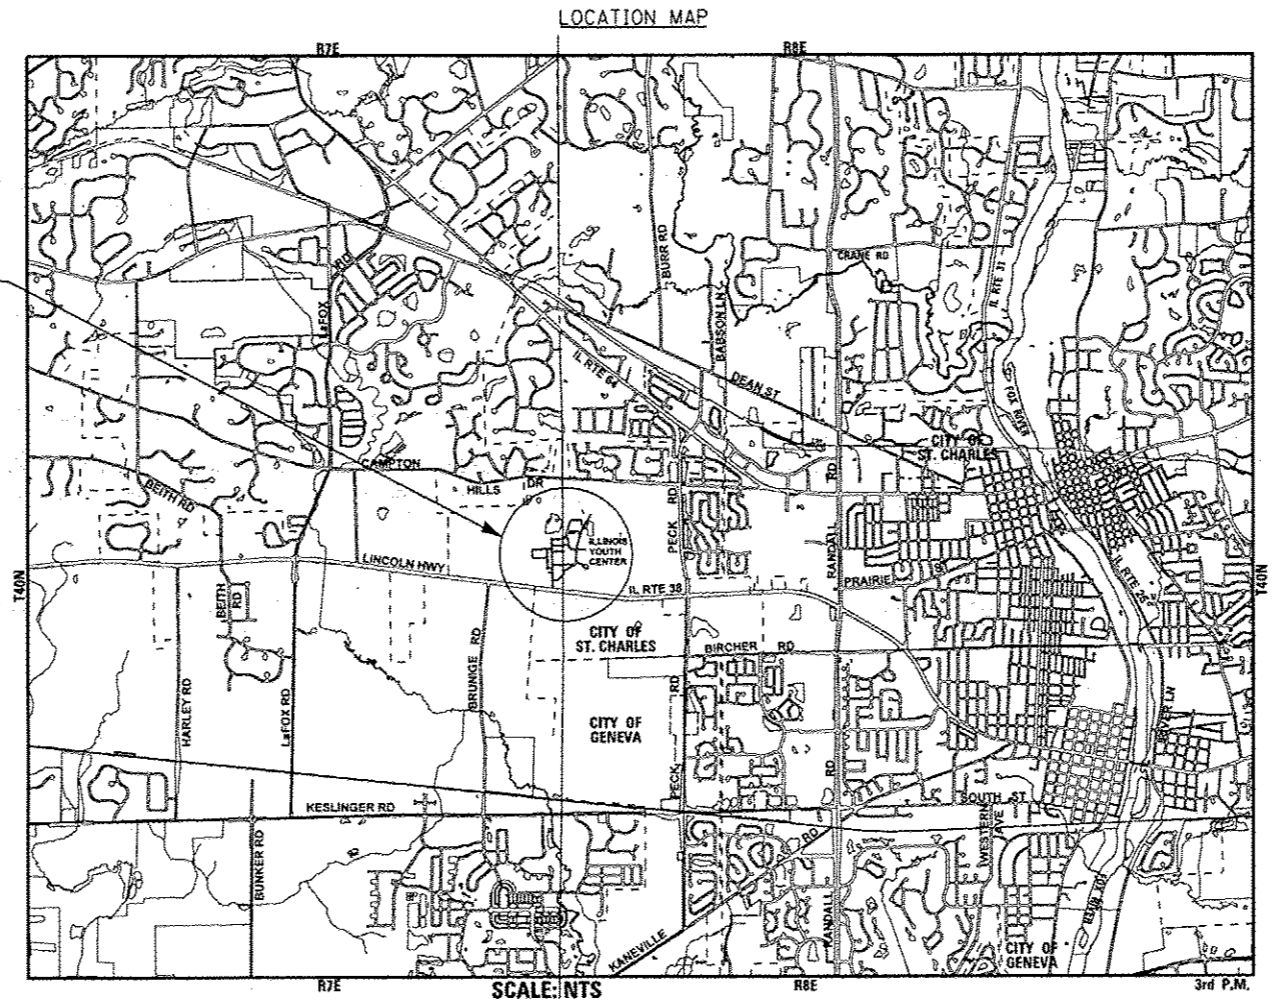 LOCATION MAP
R7E
R8E
BURR RD
CRANE RD
IL RTE 31
RD
LaFOX
BABSON LN
IL RTE 64
DEAN ST
FOX RIVER
CITY OF
ST. CHARLES
CAMPTON
HILLS
DR
BEITH RD
PECK
RD
RANDALL
RD
ILLINOIS
YOUTH
CENTER
LINCOLN HWY
IL RTE 38
PRAIRIE
IL RTE 25
T40N
T40N
BEITH
RD
CITY OF
ST. CHARLES
BIRCHER RD
BRUNIGE RD
HARLEY RD
LaFOX RD
CITY OF
GENEVA
PECK
RD
RIVER LN
RD
KESLINGER RD
SOUTH ST
WESTERN
AVE
BUNKER RD
RD
KANEVILLE
RANDALL
FOX RIVER
CITY OF
GENEVA
R7E
SCALE: NTS
R8E
3rd P.M.